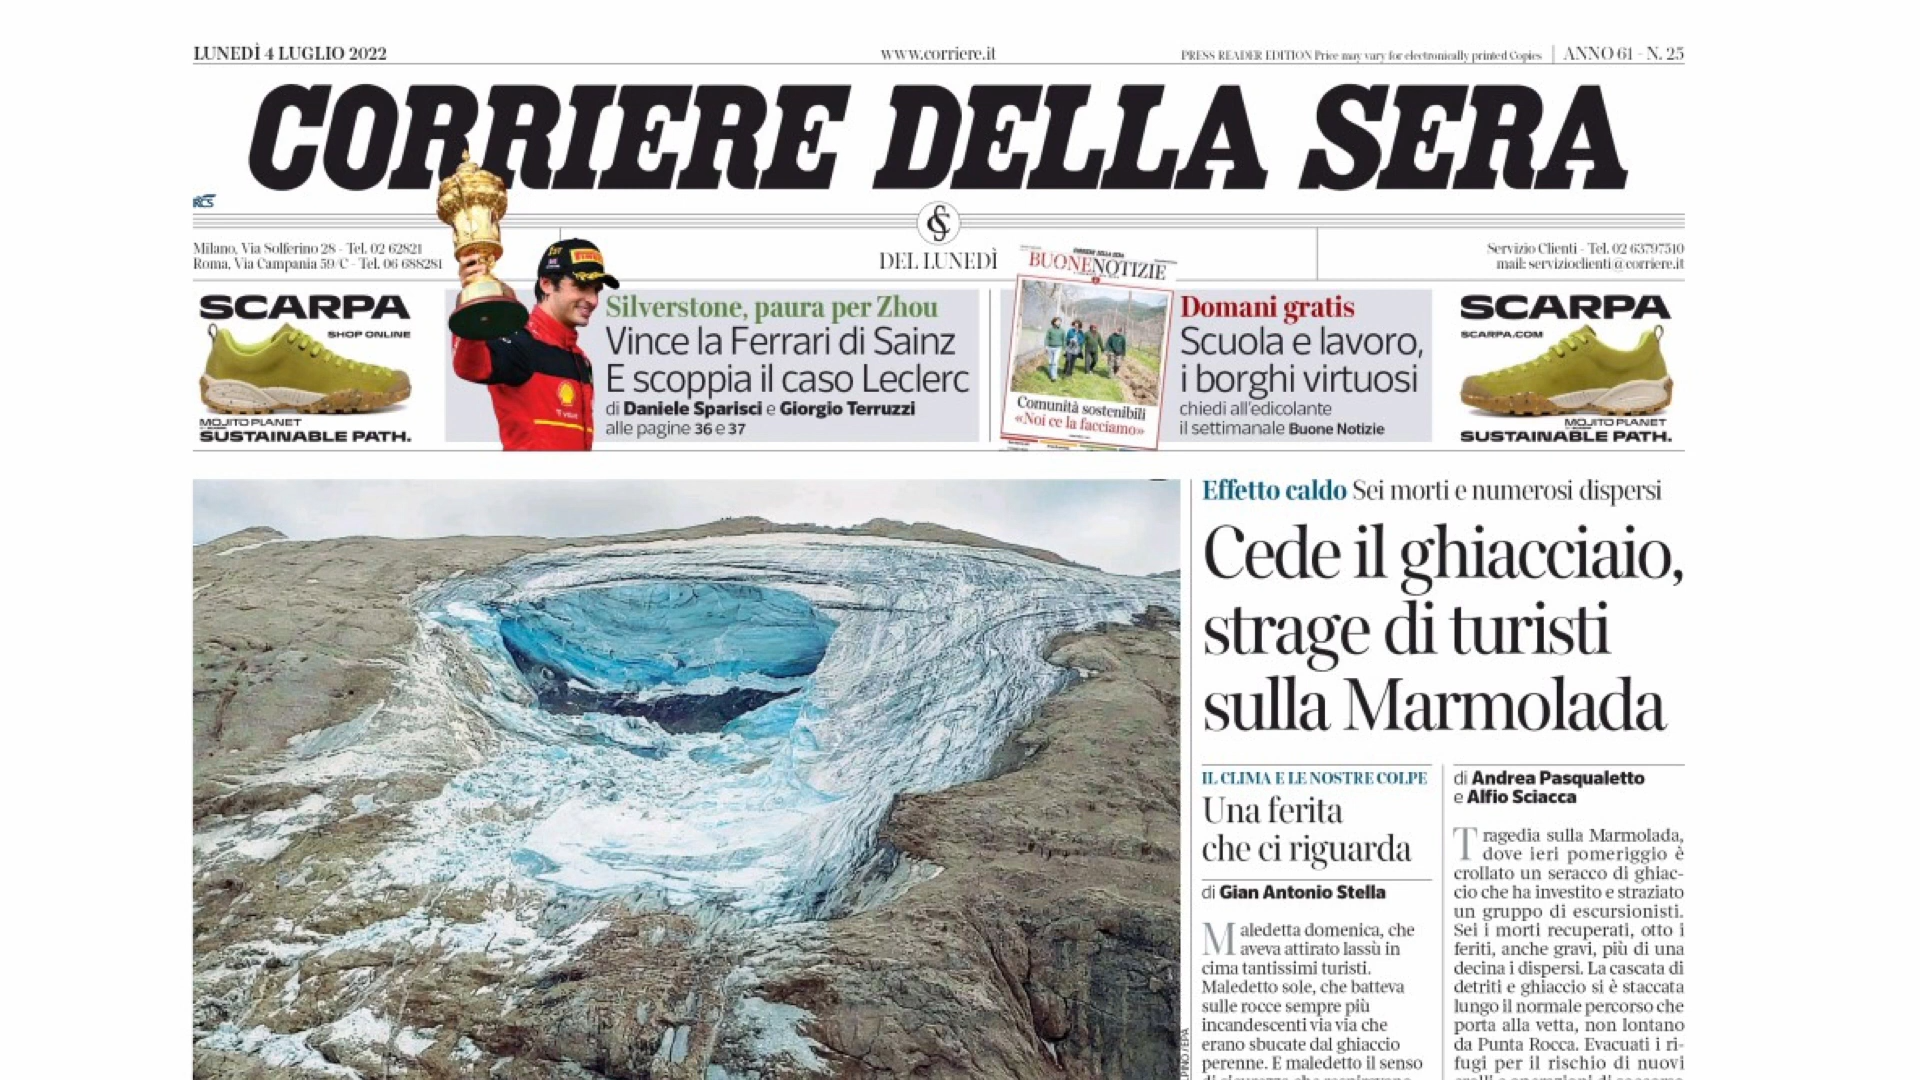 LUNEDÌ 4 LUGLIO 2022
www.corriere.it
PRESS READER EDITION Price may vary for electronically printed Copies
ANNO 61 - N. 25
CORRIERE DELLA SERA
RCS
Milano, Via Solferino 28 - Tel. 02 62821
Roma, Via Campania 59/C - Tel. 06 688281
DEL LUNEDÌ
Servizio Clienti - Tel. 02 63797510
mail: servizioclienti@corriere.it
SCARPA
SHOP ONLINE
MOJITO PLANET
SUSTAINABLE PATH.
PIRELLI
Silverstone, paura per Zhou
Vince la Ferrari di Sainz
E scoppia il caso Leclerc
di Daniele Sparisci e Giorgio Terruzzi
alle pagine 36 e 37
CORRIERE DELLA SERA
BUONENOTIZIE
Comunità sostenibili
«Noi ce la facciamo»
Domani gratis
Scuola e lavoro,
i borghi virtuosi
chiedi all'edicolante
il settimanale Buone Notizie
SCARPA
SCARPA.COM
MOJITO PLANET
SUSTAINABLE PATH.
Effetto caldo Sei morti e numerosi dispersi
Cede il ghiacciaio,
strage di turisti
sulla Marmolada
IL CLIMA E LE NOSTRE COLPE
Una ferita
che ci riguarda
di Gian Antonio Stella
Maledetta domenica, che
aveva attirato lassù in
cima tantissimi turisti.
Maledetto sole, che batteva
sulle rocce sempre più
incandescenti via via che
erano sbucate dal ghiaccio
perenne. E maledetto il senso
di Andrea Pasqualetto
e Alfio Sciacca
Tragedia sulla Marmolada,
dove ieri pomeriggio è
crollato un seracco di ghiac-
cio che ha investito e straziato
un gruppo di escursionisti.
Sei i morti recuperati, otto i
feriti, anche gravi, più di una
decina i dispersi. La cascata di
detriti e ghiaccio si è staccata
lungo il normale percorso che
porta alla vetta, non lontano
da Punta Rocca. Evacuati i ri-
fugi per il rischio di nuovi